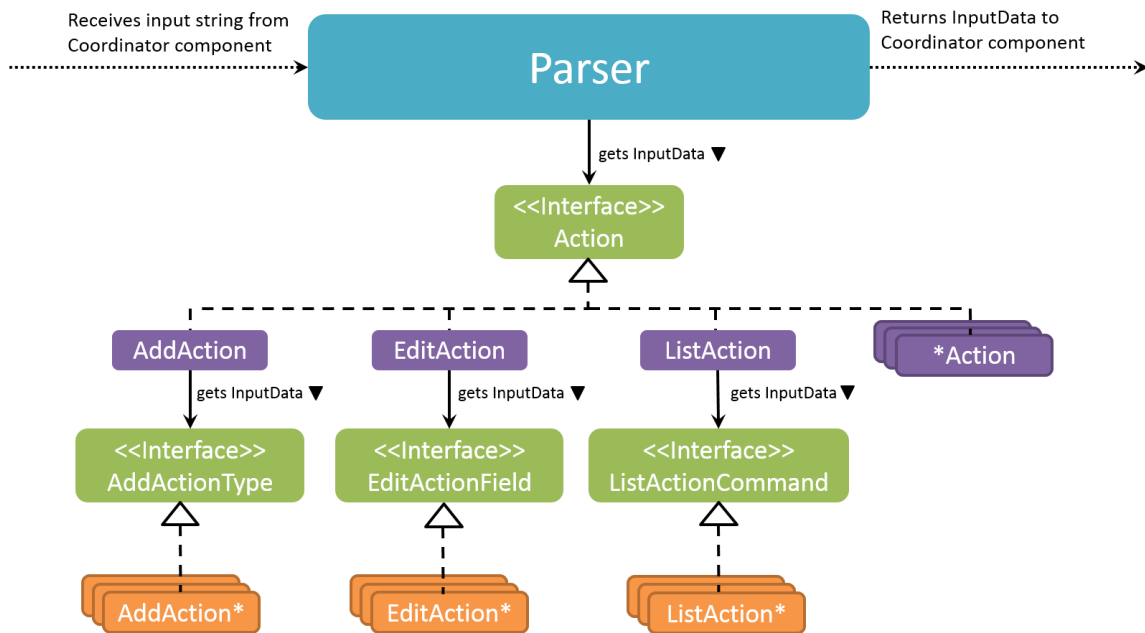 Receives input string from
Coordinator component
Parser
Returns InputData to
Coordinator component
gets InputData ▼
<<Interface>>
Action
AddAction
EditAction
ListAction
*Action
gets InputData ▼
gets InputData ▼
gets InputData ▼
<<Interface>>
AddActionType
<<Interface>>
EditActionField
<<Interface>>
ListActionCommand
AddAction*
EditAction*
ListAction*